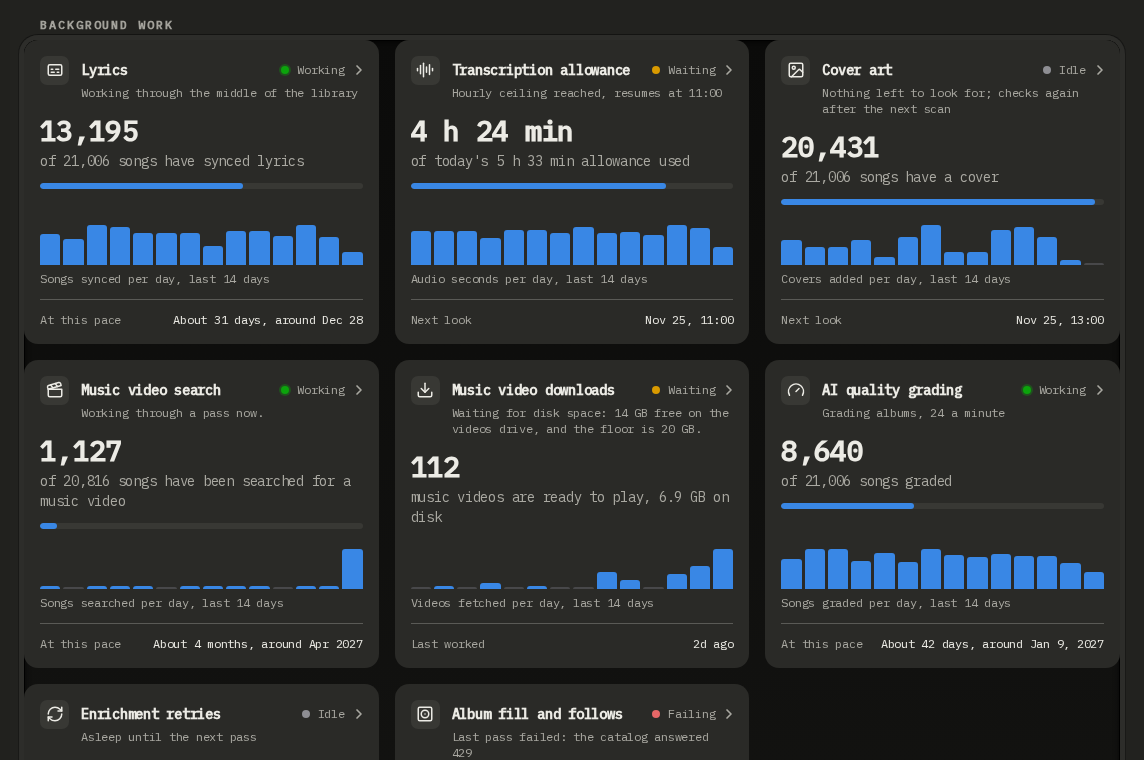 BACKGROUND WORK
Lyrics
Working
Working through the middle of the library
13,195
of 21,006 songs have synced lyrics
Songs synced per day, last 14 days
At this pace
About 31 days, around Dec 28
Transcription allowance
Waiting
Hourly ceiling reached, resumes at 11:00
4 h 24 min
of today's 5 h 33 min allowance used
Audio seconds per day, last 14 days
Next look
Nov 25, 11:00
Cover art
Idle
Nothing left to look for; checks again
after the next scan
20,431
of 21,006 songs have a cover
Covers added per day, last 14 days
Next look
Nov 25, 13:00
Music video search
Working
Working through a pass now.
1,127
of 20,816 songs have been searched for a
music video
Songs searched per day, last 14 days
At this pace
About 4 months, around Apr 2027
Music video downloads
Waiting
Waiting for disk space: 14 GB free on the
videos drive, and the floor is 20 GB.
112
music videos are ready to play, 6.9 GB on
disk
Videos fetched per day, last 14 days
Last worked
2d ago
AI quality grading
Working
Grading albums, 24 a minute
8,640
of 21,006 songs graded
Songs graded per day, last 14 days
At this pace
About 42 days, around Jan 9, 2027
Enrichment retries
Idle
Asleep until the next pass
Album fill and follows
Failing
Last pass failed: the catalog answered
429